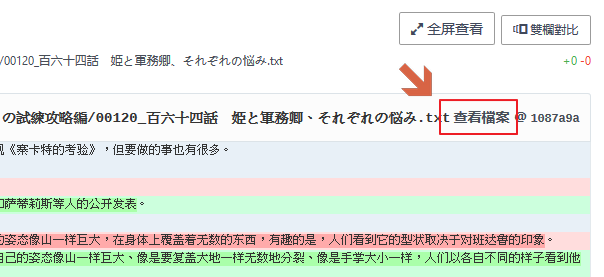 全屏查看 雙欄對比
/00120_百六十四話　姫と軍務卿、それぞれの悩み.txt +0 -0
の試練攻略編/00120_百六十四話　姫と軍務卿、それぞれの悩み.txt 查看檔案 @ 1087a9a
《寨卡特的考验》，但要做的事也有很多。
萨蒂莉斯等人的公开发表。
的姿态像山一样巨大，在身体上覆盖着无数的东西，有趣的是，人们看到它的型状取决于对班迖鲁的印象。
自己的姿态像山一样巨大、像是要复盖大地一样无数地分裂、像是手掌大小一样，人们以各自不同的样子看到他